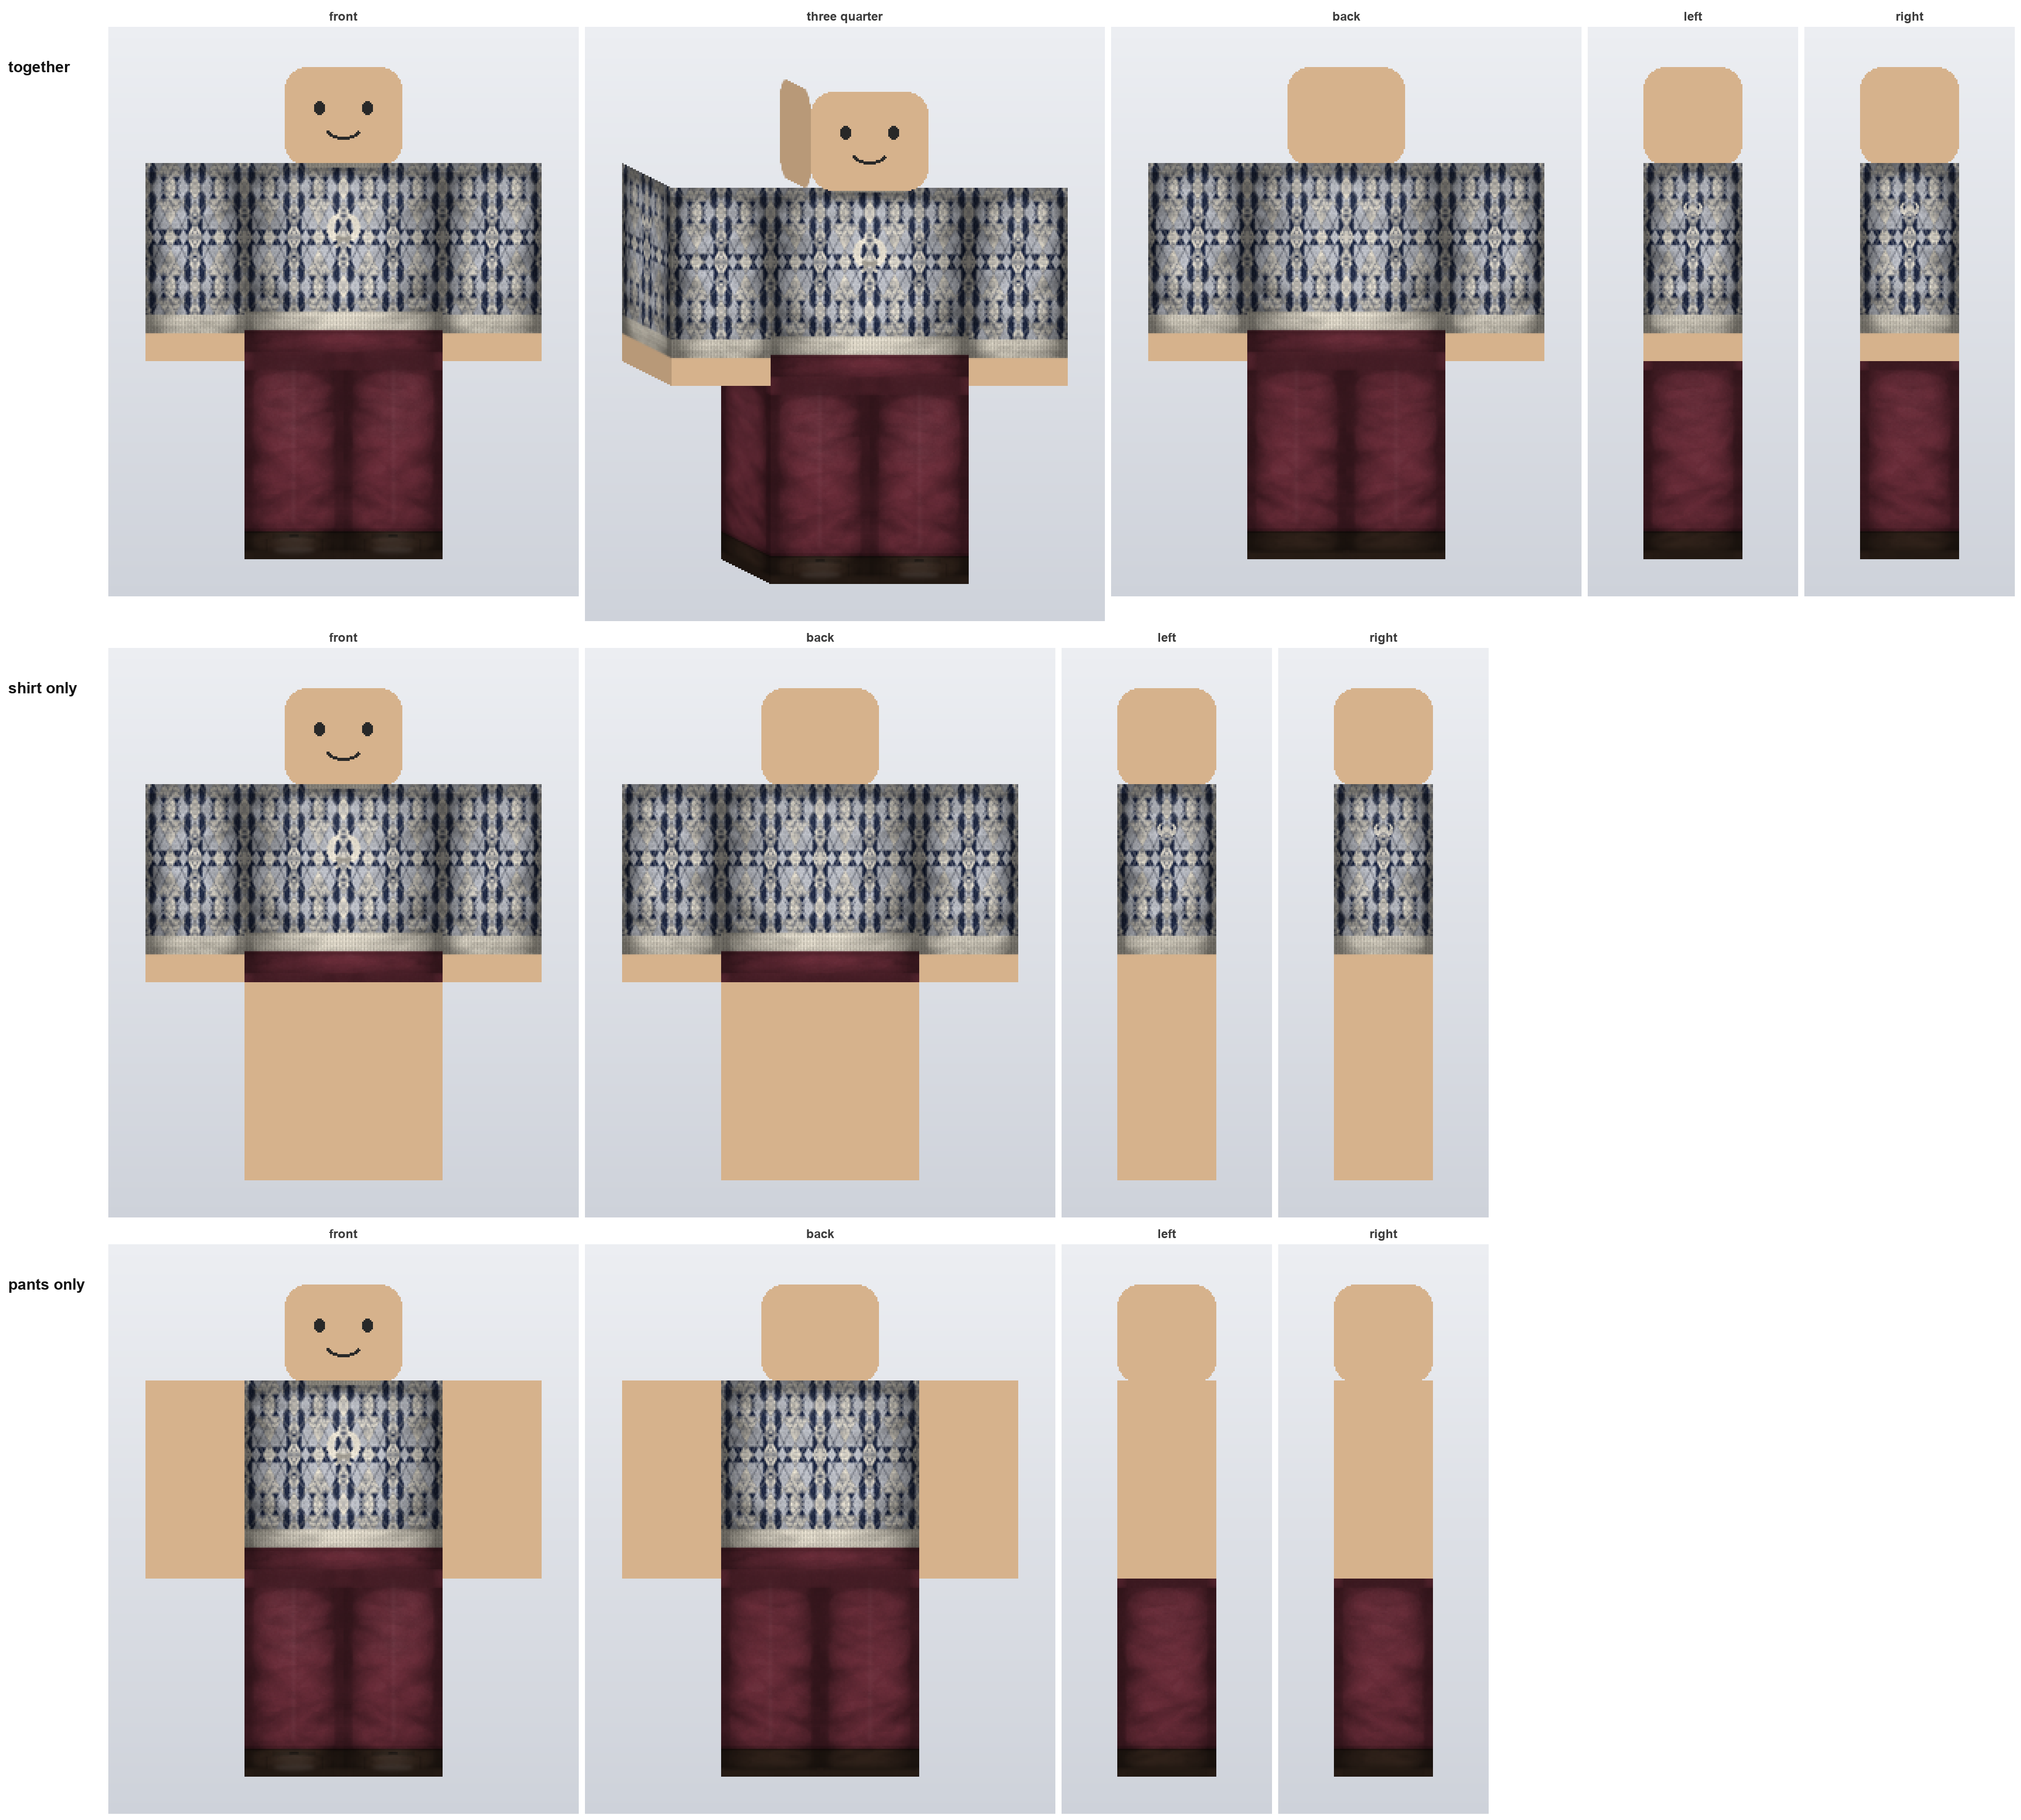 front three quarter back left right
together
front back left right
shirt only
front back left right
pants only